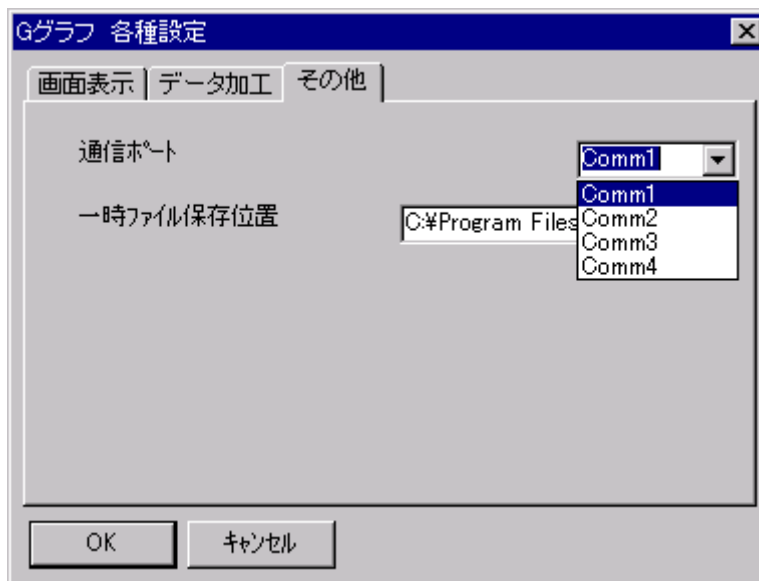 Gグラフ 各種設定
画面表示 データ加工 その他
通信ﾎﾟｰﾄ Comm1
Comm1
一時ﾌｧｲﾙ保存位置 C:¥Program Files
Comm2
Comm3
Comm4
OK ｷｬﾝｾﾙ